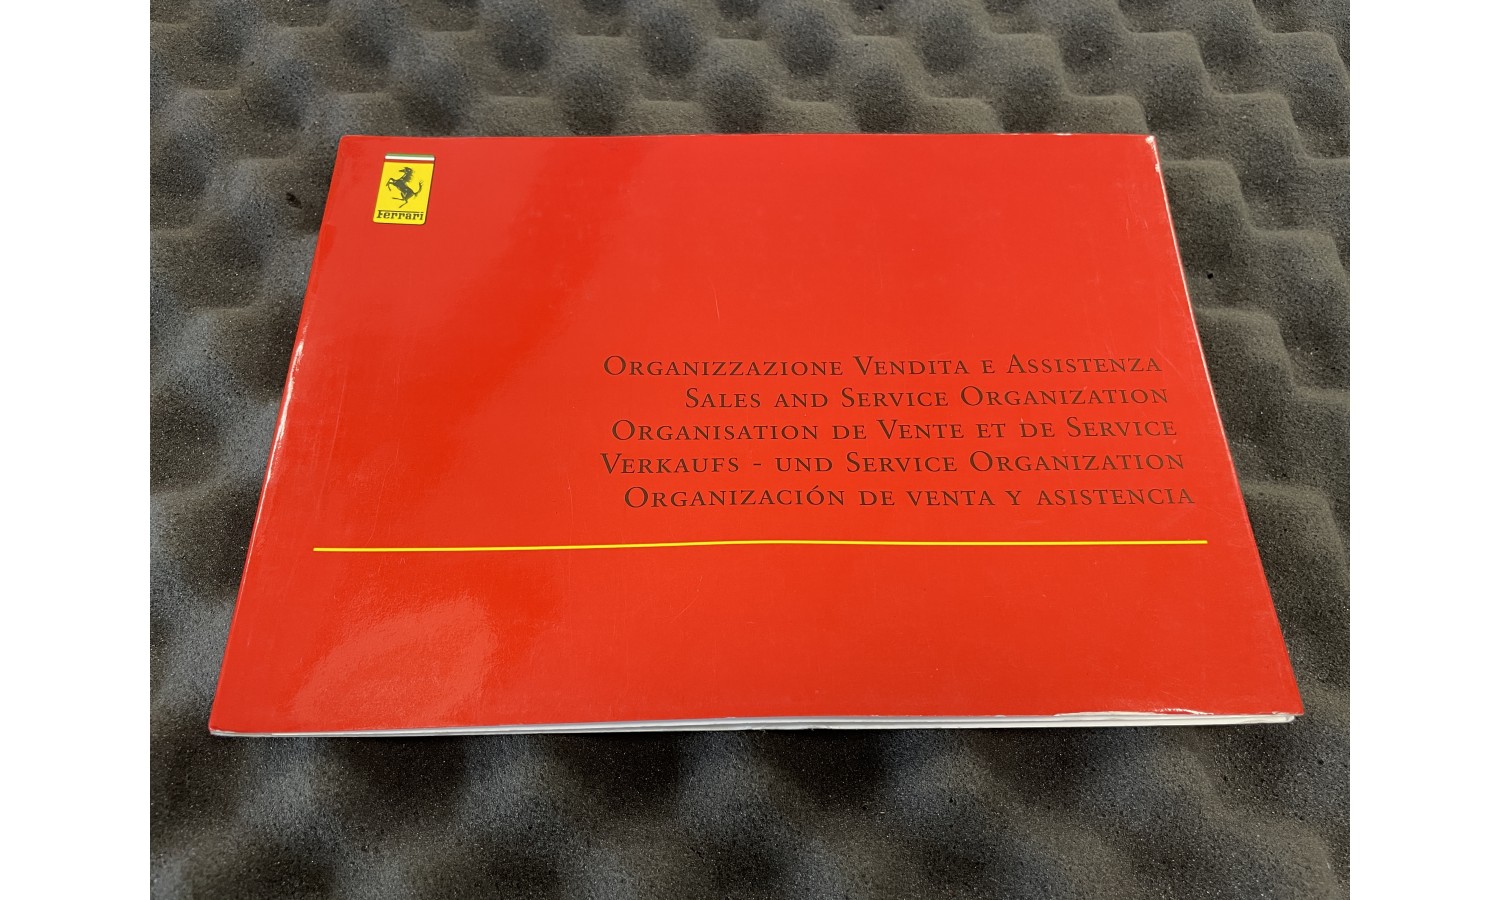 Ferrari
Organizzazione Vendita e Assistenza
Sales and Service Organization
Organisation de Vente et de Service
Verkaufs - und Service Organization
Organización de venta y asistencia